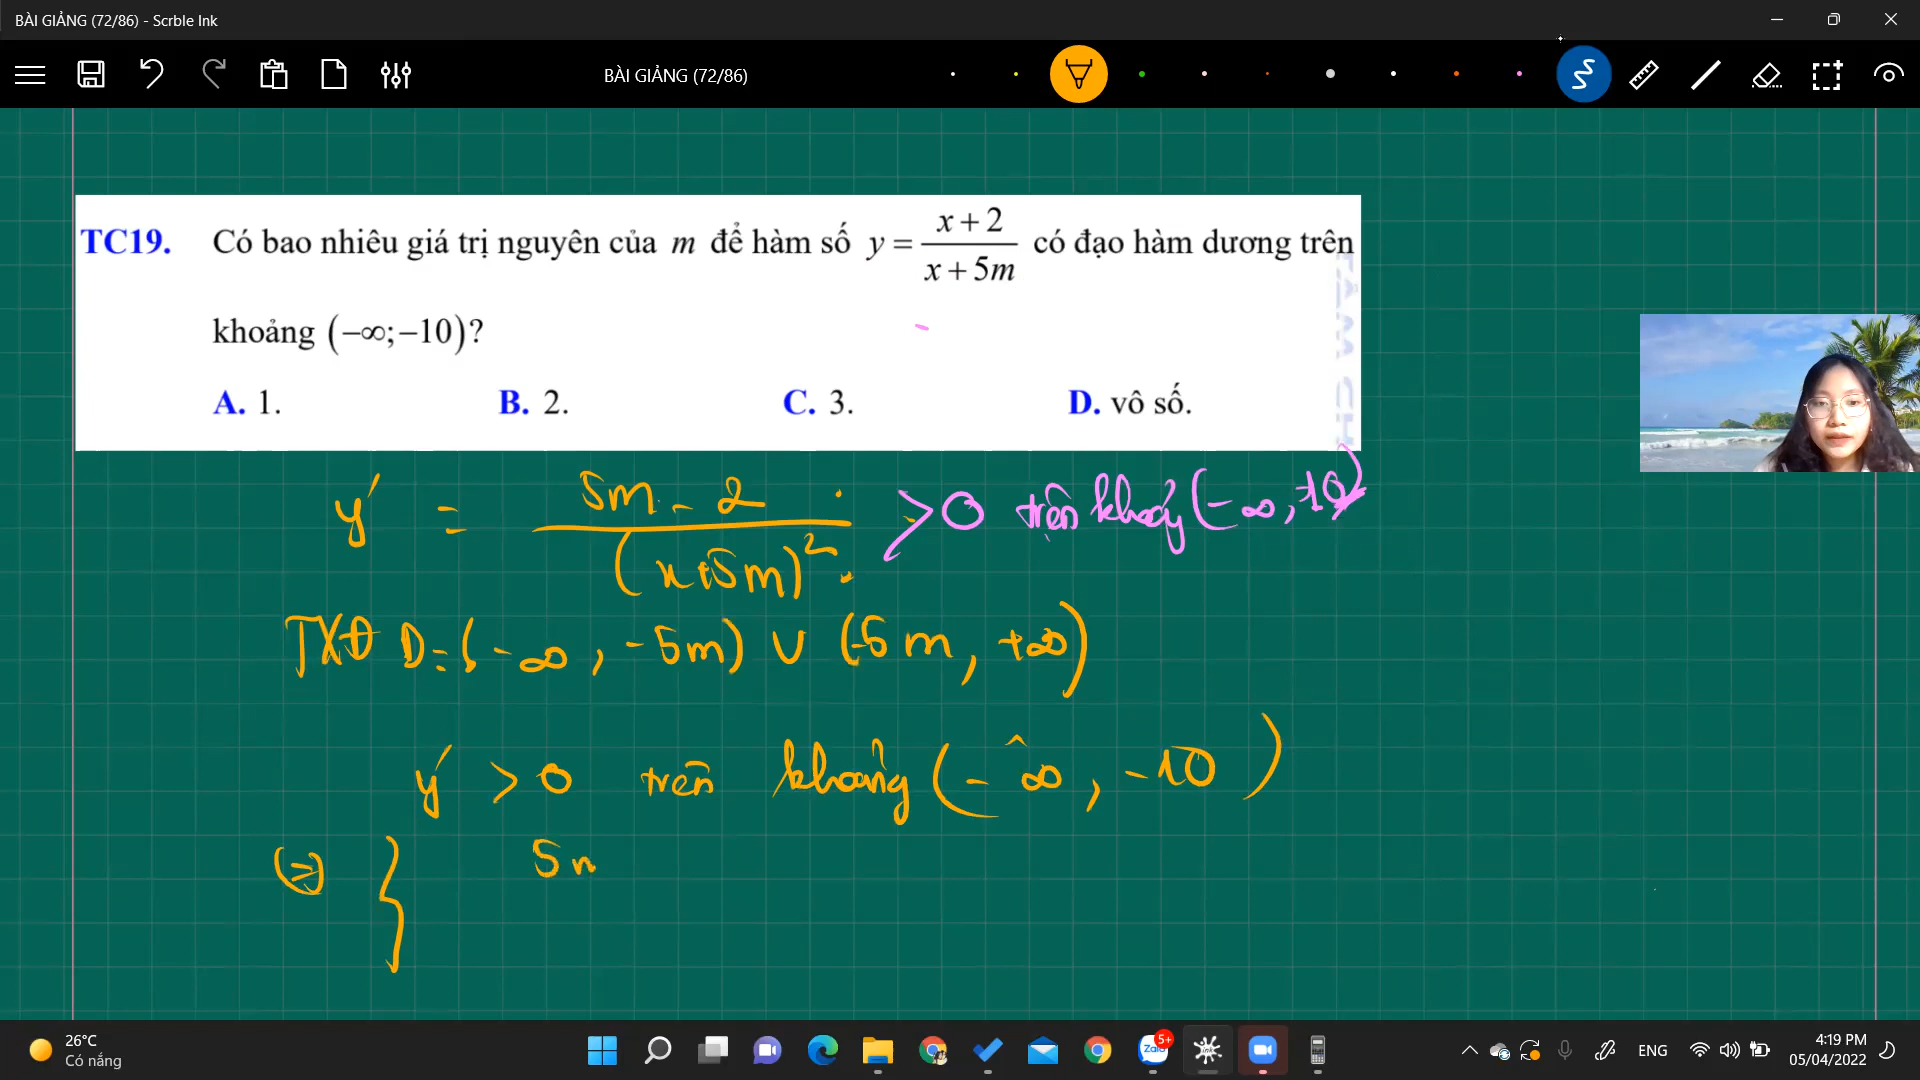 BÀI GIẢNG (72/86) - Scrble Ink
BÀI GIẢNG (72/86)
TC19. Có bao nhiêu giá trị nguyên của m để hàm số y = (x + 2)/(x + 5m) có đạo hàm dương trên
khoảng (−∞; −10)?
A. 1. B. 2. C. 3. D. vô số.
y' = (5m - 2)/(x+5m)² > 0 trên khoảng (-∞, -10)
TXĐ D = (-∞, -5m) ∪ (-5m, +∞)
y' > 0 trên khoảng (-∞, -10)
(=) { 5m
26°C
Có nắng
Zalo 5+
ENG
4:19 PM
05/04/2022